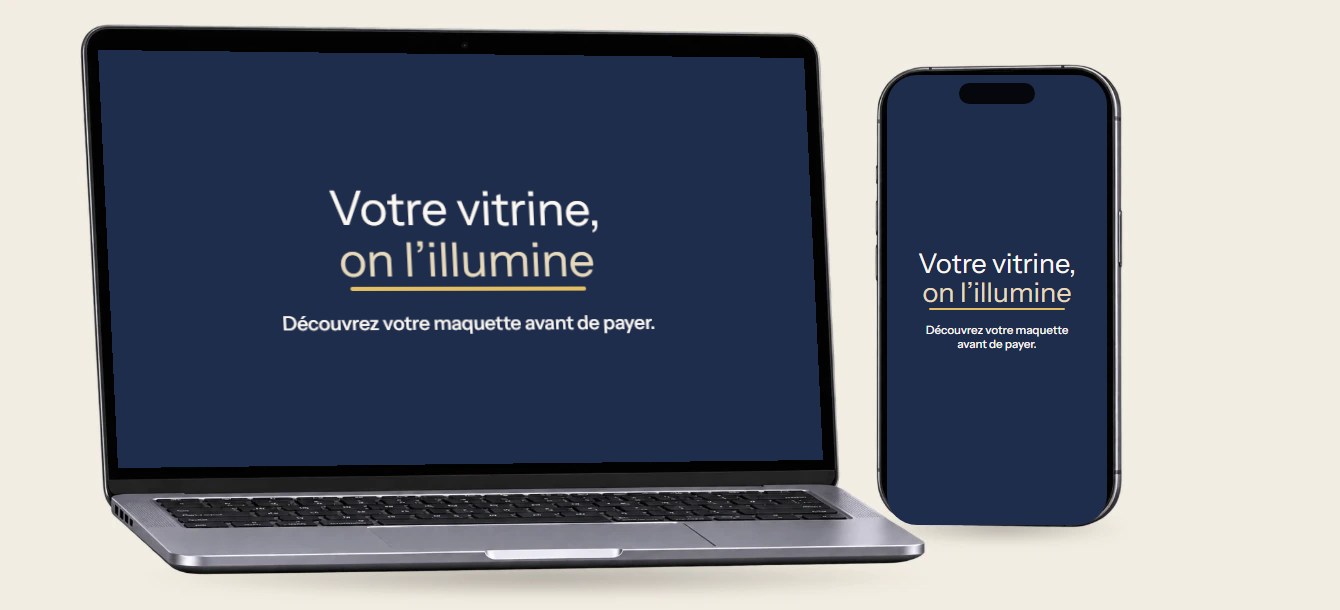 Votre vitrine,
on l’illumine
Découvrez votre maquette avant de payer.
Votre vitrine,
on l’illumine
Découvrez votre maquette
avant de payer.